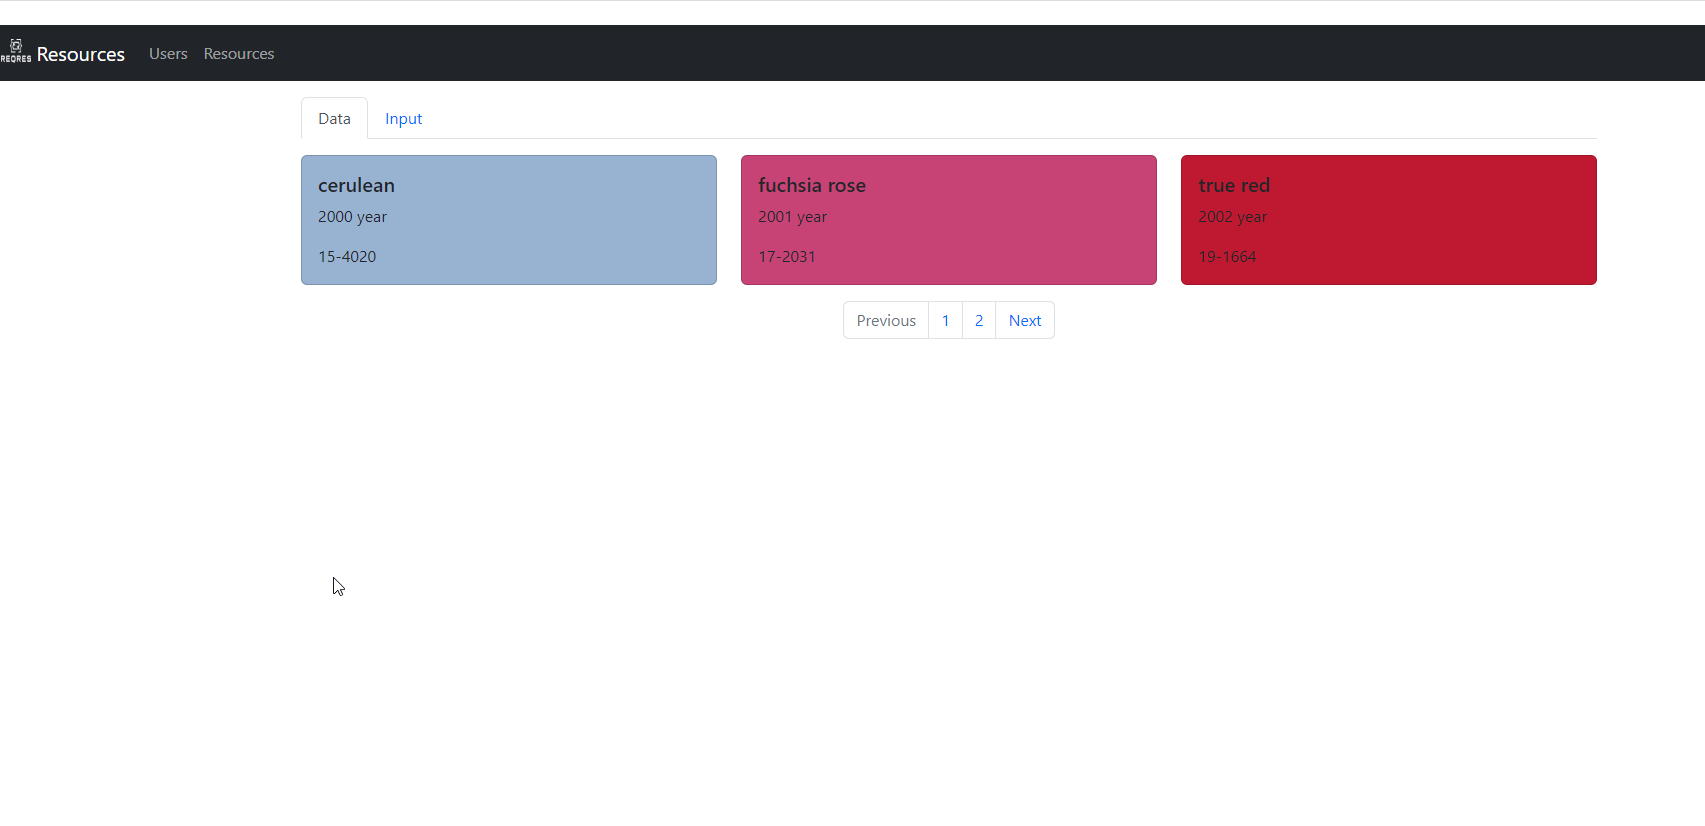 REQRES Resources Users Resources
Data Input
cerulean
2000 year
15-4020
fuchsia rose
2001 year
17-2031
true red
2002 year
19-1664
Previous 1 2 Next